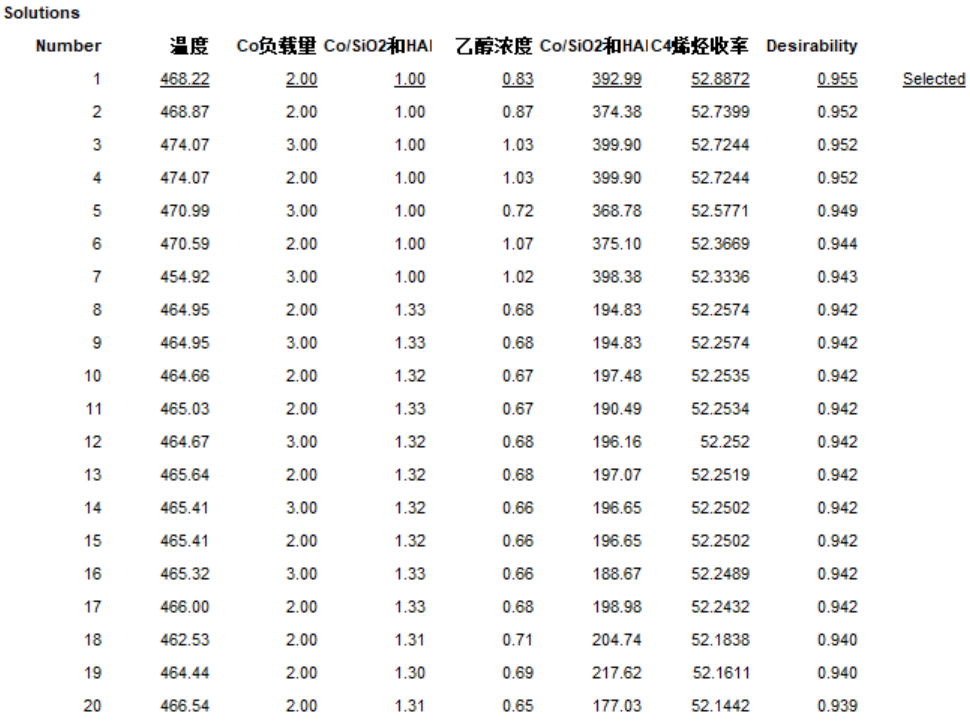 Solutions
Number 温度 Co负载量 Co/SiO2和HAI 乙醇浓度 Co/SiO2和HAI C4烯烃收率 Desirability
1 468.22 2.00 1.00 0.83 392.99 52.8872 0.955 Selected
2 468.87 2.00 1.00 0.87 374.38 52.7399 0.952
3 474.07 3.00 1.00 1.03 399.90 52.7244 0.952
4 474.07 2.00 1.00 1.03 399.90 52.7244 0.952
5 470.99 3.00 1.00 0.72 368.78 52.5771 0.949
6 470.59 2.00 1.00 1.07 375.10 52.3669 0.944
7 454.92 3.00 1.00 1.02 398.38 52.3336 0.943
8 464.95 2.00 1.33 0.68 194.83 52.2574 0.942
9 464.95 3.00 1.33 0.68 194.83 52.2574 0.942
10 464.66 2.00 1.32 0.67 197.48 52.2535 0.942
11 465.03 2.00 1.33 0.67 190.49 52.2534 0.942
12 464.67 3.00 1.32 0.68 196.16 52.252 0.942
13 465.64 2.00 1.32 0.68 197.07 52.2519 0.942
14 465.41 3.00 1.32 0.66 196.65 52.2502 0.942
15 465.41 2.00 1.32 0.66 196.65 52.2502 0.942
16 465.32 3.00 1.33 0.66 188.67 52.2489 0.942
17 466.00 2.00 1.33 0.68 198.98 52.2432 0.942
18 462.53 2.00 1.31 0.71 204.74 52.1838 0.940
19 464.44 2.00 1.30 0.69 217.62 52.1611 0.940
20 466.54 2.00 1.31 0.65 177.03 52.1442 0.939